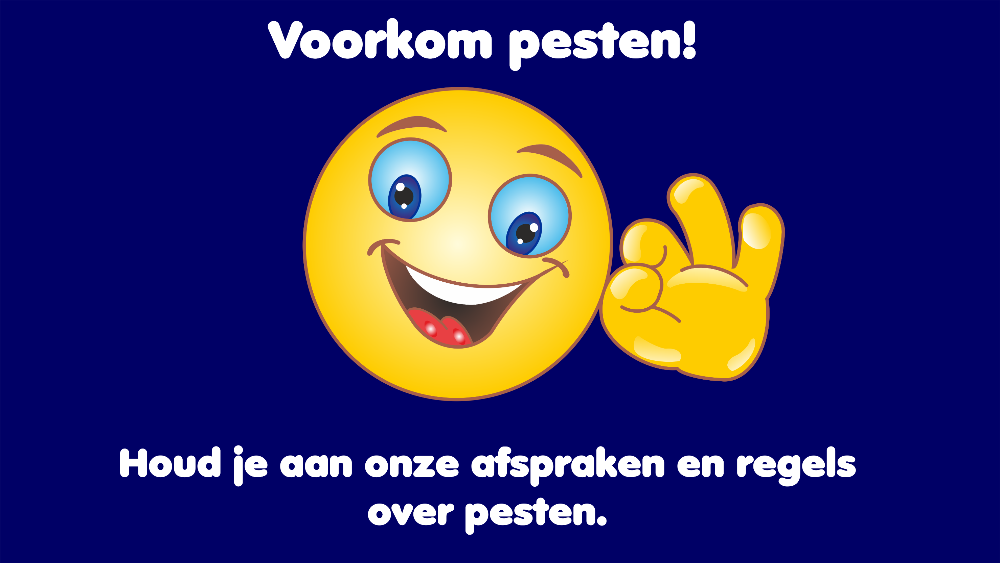 Voorkom pesten!
Houd je aan onze afspraken en regels
over pesten.